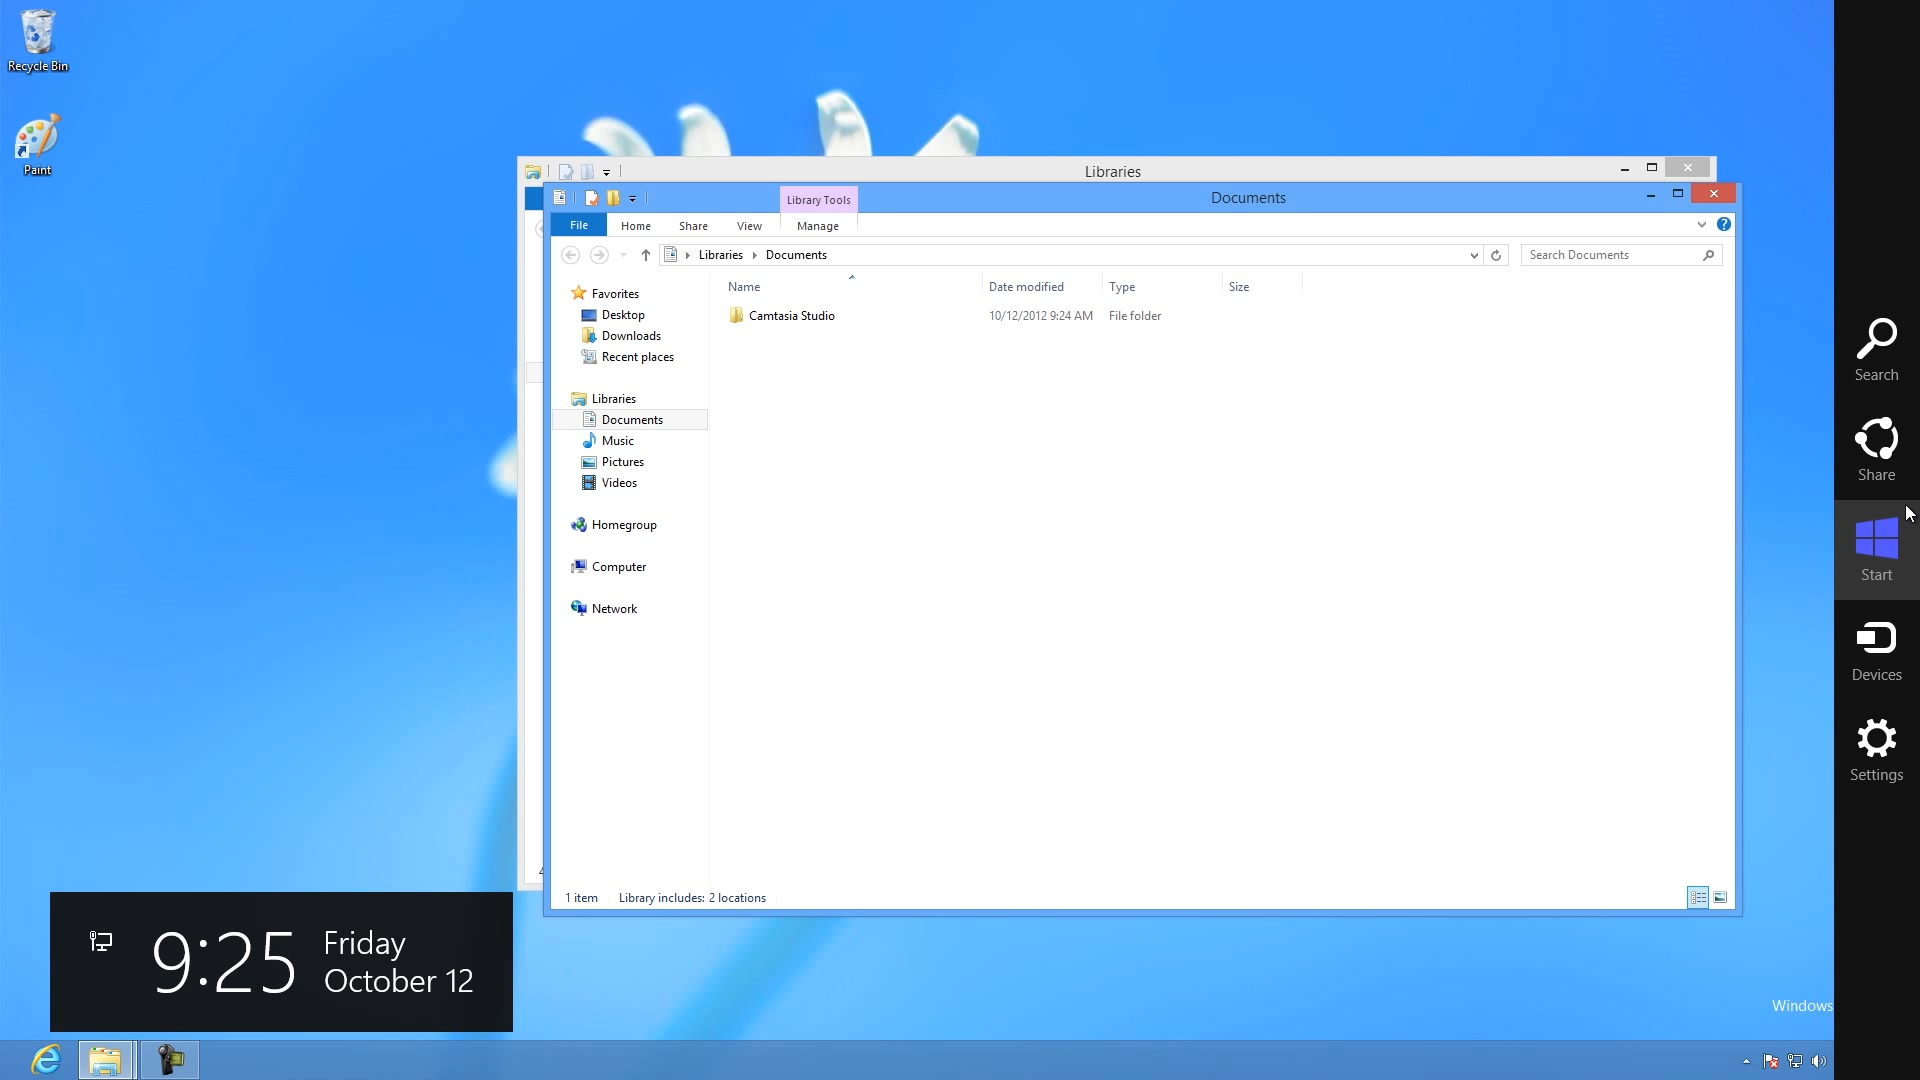 Recycle Bin
Paint
Libraries
Documents
Library Tools
File
Home
Share
View
Manage
Libraries
Documents
Search Documents
Favorites
Desktop
Downloads
Recent places
Libraries
Documents
Music
Pictures
Videos
Homegroup
Computer
Network
Name
Date modified
Type
Size
Camtasia Studio
10/12/2012 9:24 AM
File folder
1 item
Library includes: 2 locations
Search
Share
Start
Devices
Settings
9:25
Friday
October 12
Windows